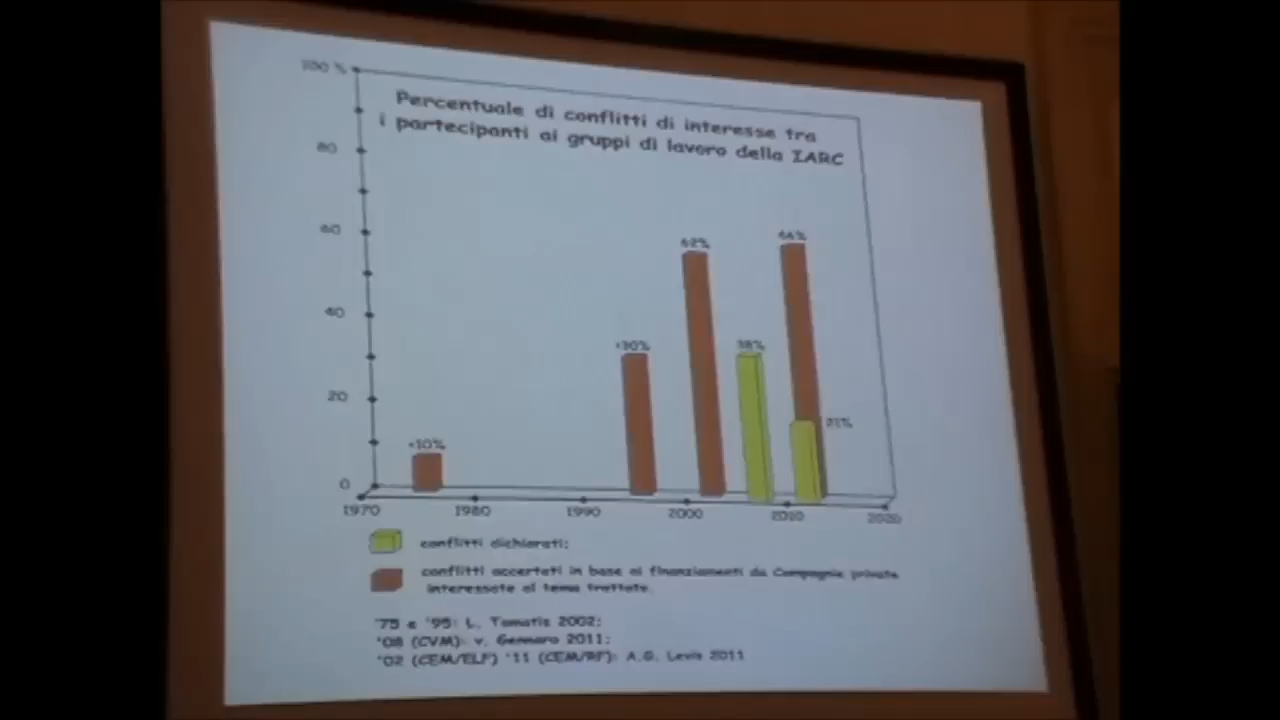 100 %
Percentuale di conflitti di interesse tra
i partecipanti ai gruppi di lavoro della IARC
80
60
40
20
0
62%
66%
+30%
38%
21%
<10%
1970 1980 1990 2000 2010 2020
conflitti dichiarati;
conflitti accertati in base ai finanziamenti da Compagnie private
interessate al tema trattato.
'75 e '95: L. Tomatis 2002;
'08 (CVM): v. Gennaro 2011;
'02 (CEM/ELF) '11 (CEM/RF): A.G. Levis 2011